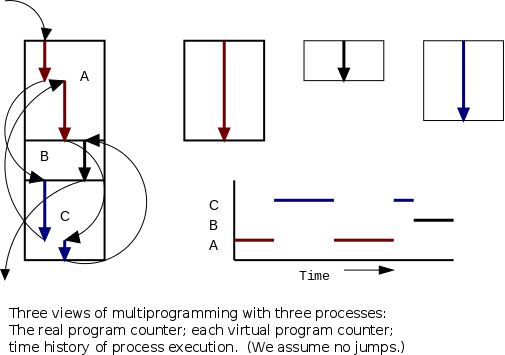 A
B
C
C
B
A
Time
Three views of multiprogramming with three processes:
The real program counter; each virtual program counter;
time history of process execution.  (We assume no jumps.)